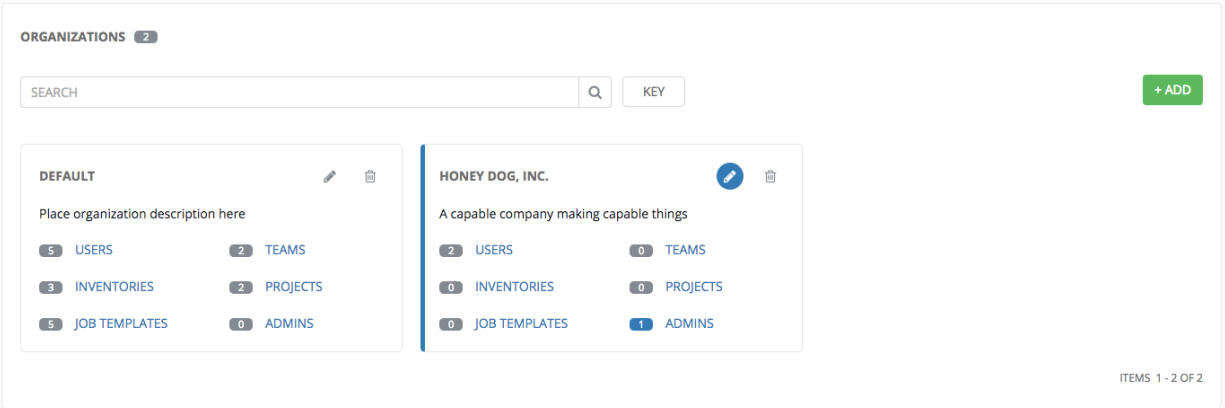 ORGANIZATIONS 2
SEARCH KEY + ADD
DEFAULT
Place organization description here
5 USERS 2 TEAMS
3 INVENTORIES 2 PROJECTS
5 JOB TEMPLATES 0 ADMINS
HONEY DOG, INC.
A capable company making capable things
2 USERS 0 TEAMS
0 INVENTORIES 0 PROJECTS
0 JOB TEMPLATES 1 ADMINS
ITEMS 1 - 2 OF 2